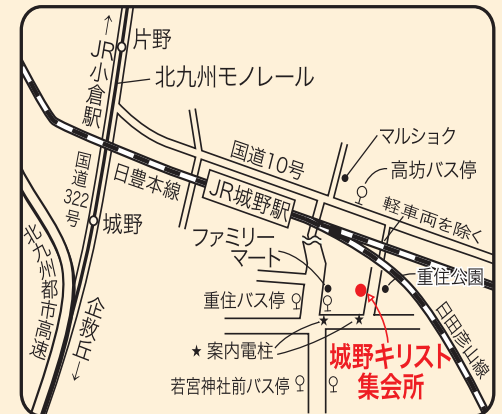 片野
↑
JR小倉駅
北九州モノレール
国道10号
マルショク
高坊バス停
国道322号
日豊本線
JR城野駅
軽車両を除く
城野
ファミリー
マート
北九州都市高速
重住公園
重住バス停
企救丘
↓
日田彦山線
★案内電柱
城野キリスト
集会所
若宮神社前バス停